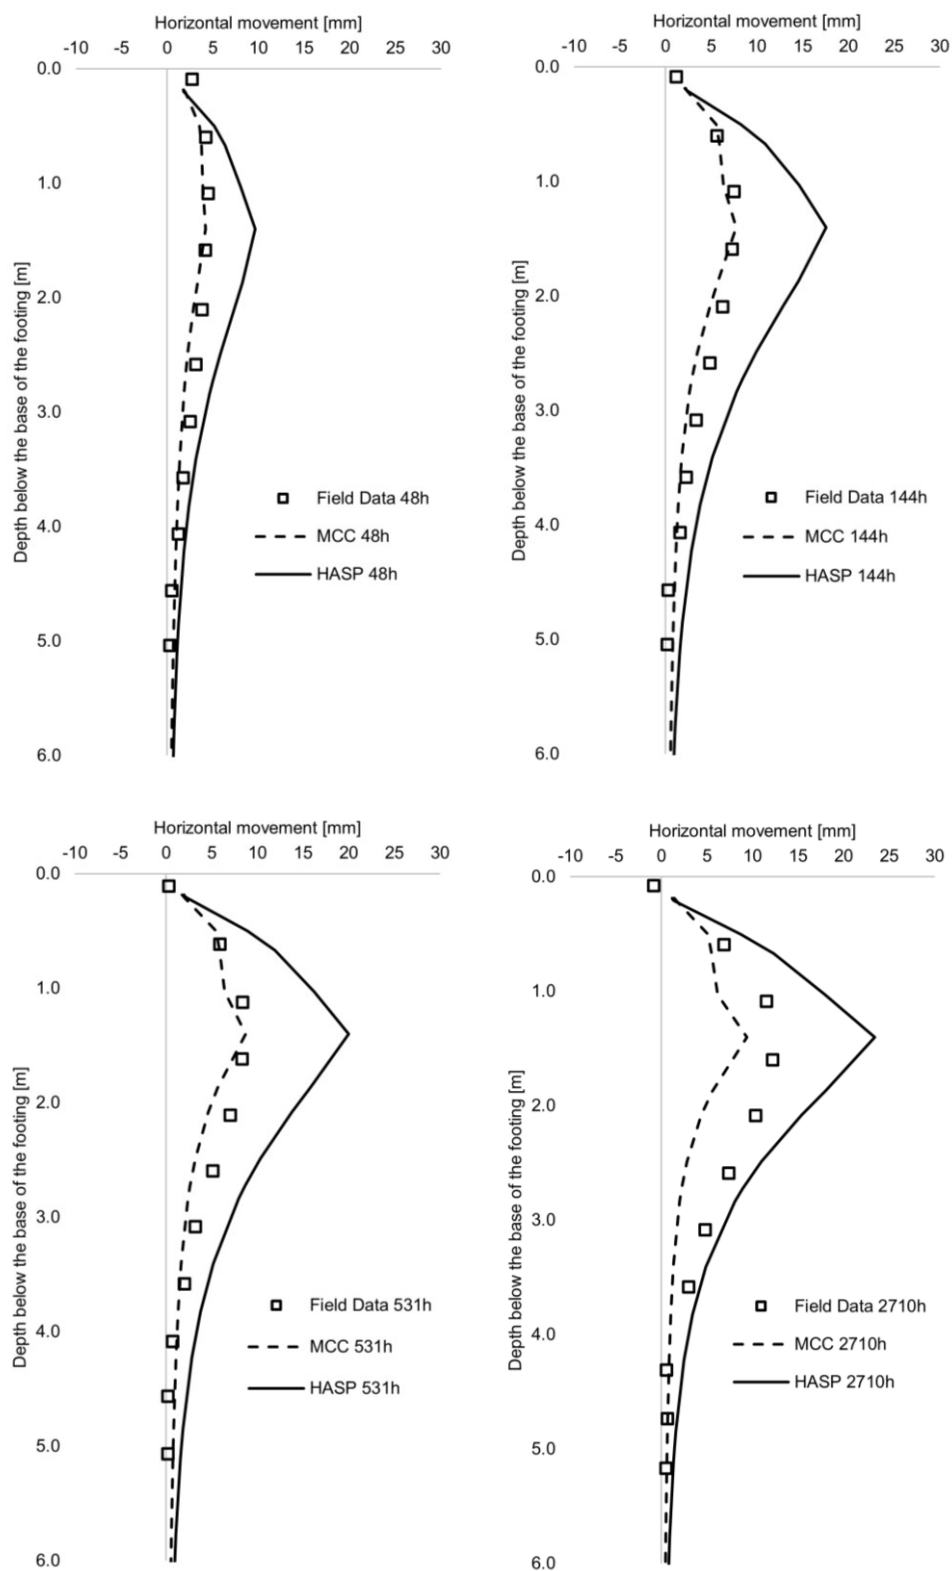 Horizontal movement [mm]
-10 -5 0 5 10 15 20 25 30
0.0
1.0
2.0
3.0
4.0
5.0
6.0
Depth below the base of the footing [m]
Field Data 48h
MCC 48h
HASP 48h
Horizontal movement [mm]
-10 -5 0 5 10 15 20 25 30
0.0
1.0
2.0
3.0
4.0
5.0
6.0
Depth below the base of the footing [m]
Field Data 144h
MCC 144h
HASP 144h
Horizontal movement [mm]
-10 -5 0 5 10 15 20 25 30
0.0
1.0
2.0
3.0
4.0
5.0
6.0
Depth below the base of the footing [m]
Field Data 531h
MCC 531h
HASP 531h
Horizontal movement [mm]
-10 -5 0 5 10 15 20 25 30
0.0
1.0
2.0
3.0
4.0
5.0
6.0
Depth below the base of the footing [m]
Field Data 2710h
MCC 2710h
HASP 2710h